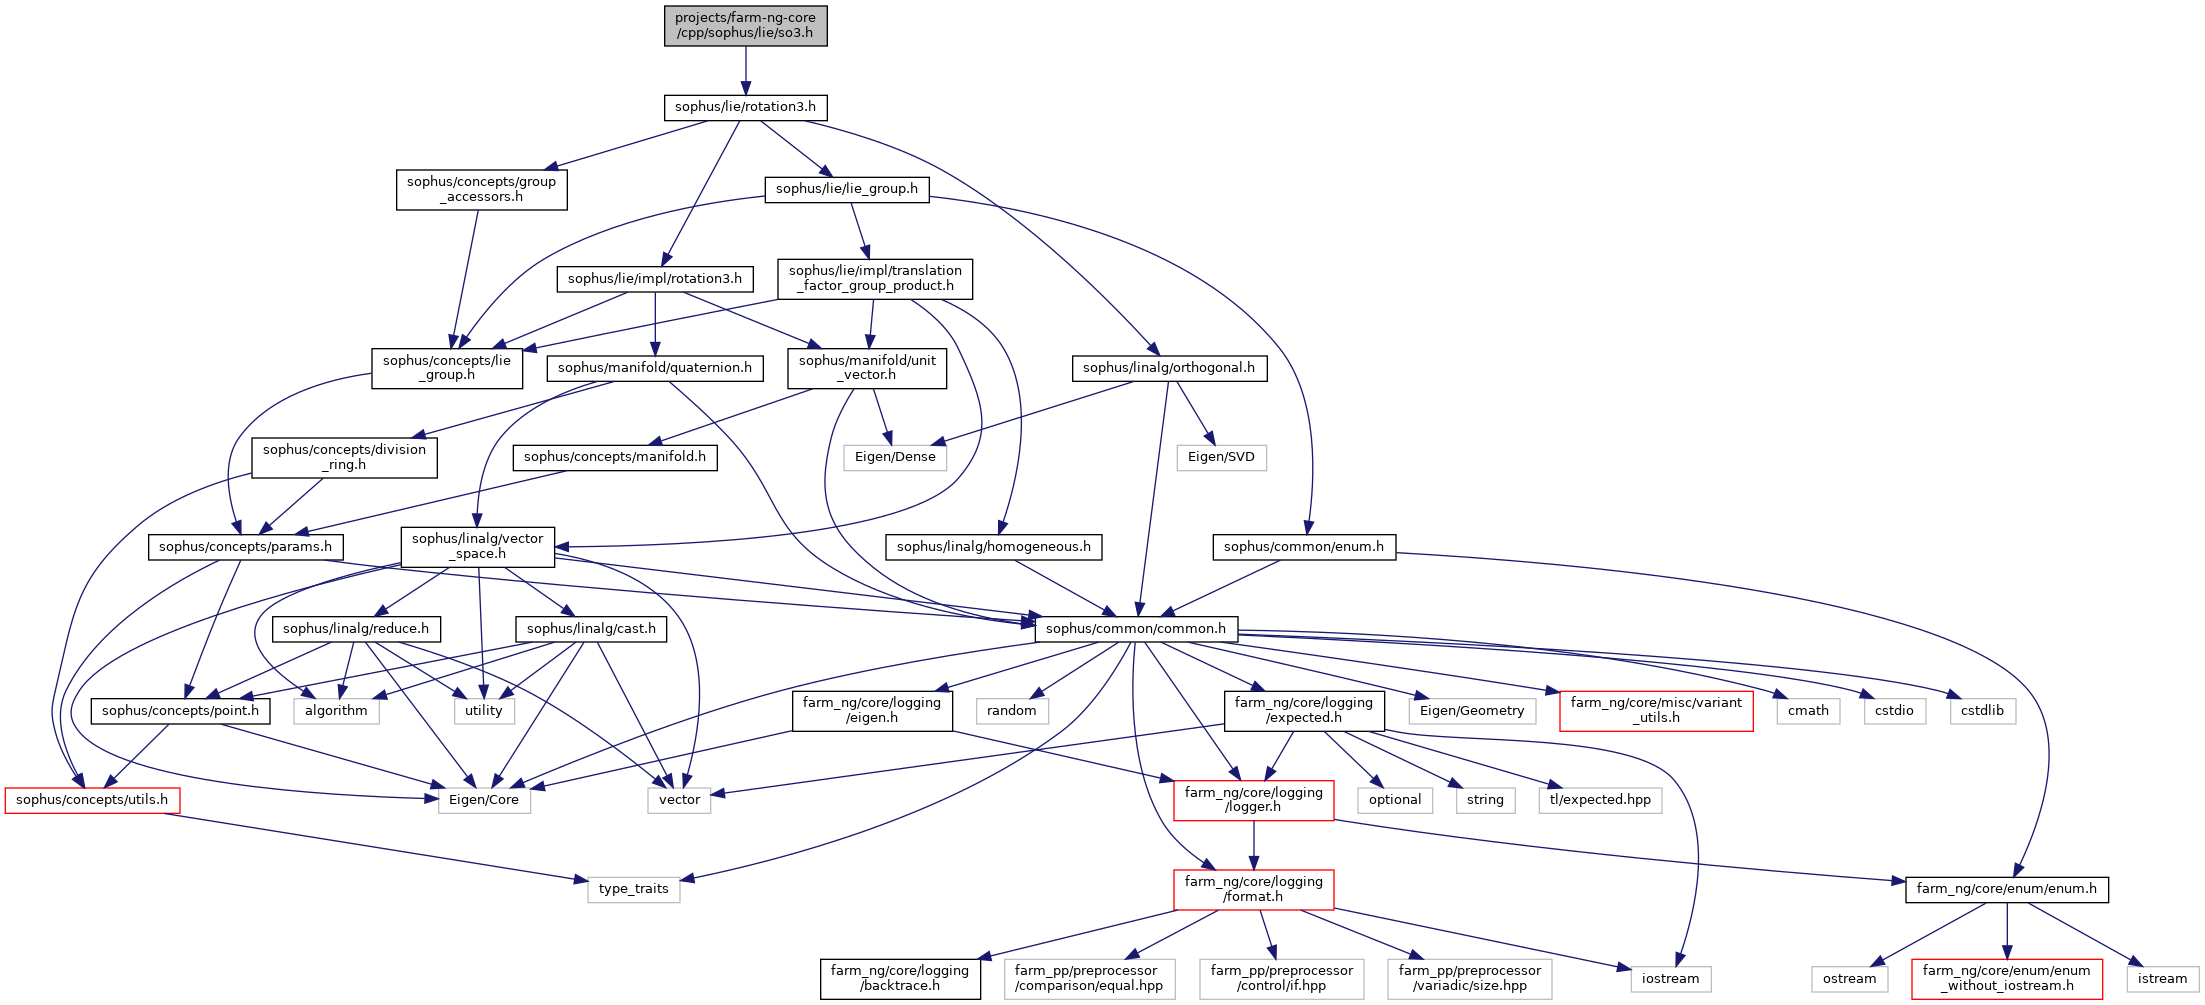 projects/farm-ng-core
/cpp/sophus/lie/so3.h
sophus/lie/rotation3.h
sophus/concepts/group
_accessors.h
sophus/lie/lie_group.h
sophus/lie/impl/rotation3.h
sophus/lie/impl/translation
_factor_group_product.h
sophus/concepts/lie
_group.h
sophus/manifold/quaternion.h
sophus/manifold/unit
_vector.h
sophus/linalg/orthogonal.h
sophus/concepts/division
_ring.h
sophus/concepts/manifold.h
Eigen/Dense
Eigen/SVD
sophus/concepts/params.h
sophus/linalg/vector
_space.h
sophus/linalg/homogeneous.h
sophus/common/enum.h
sophus/linalg/reduce.h
sophus/linalg/cast.h
sophus/common/common.h
sophus/concepts/point.h
algorithm
utility
farm_ng/core/logging
/eigen.h
random
farm_ng/core/logging
/expected.h
Eigen/Geometry
farm_ng/core/misc/variant
_utils.h
cmath
cstdio
cstdlib
sophus/concepts/utils.h
Eigen/Core
vector
farm_ng/core/logging
/logger.h
optional
string
tl/expected.hpp
type_traits
farm_ng/core/logging
/format.h
farm_ng/core/enum/enum.h
farm_ng/core/logging
/backtrace.h
farm_pp/preprocessor
/comparison/equal.hpp
farm_pp/preprocessor
/control/if.hpp
farm_pp/preprocessor
/variadic/size.hpp
iostream
ostream
farm_ng/core/enum/enum
_without_iostream.h
istream